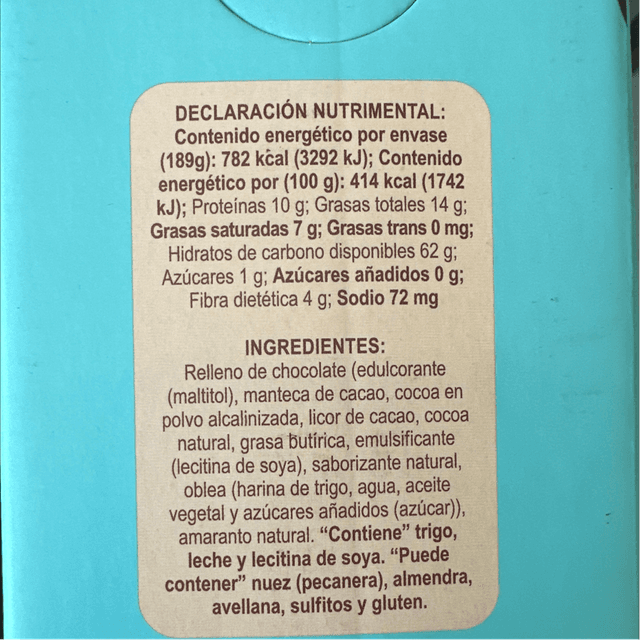 DECLARACIÓN NUTRIMENTAL:
Contenido energético por envase
(189g): 782 kcal (3292 kJ); Contenido
energético por (100 g): 414 kcal (1742
kJ); Proteínas 10 g; Grasas totales 14 g;
Grasas saturadas 7 g; Grasas trans 0 mg;
Hidratos de carbono disponibles 62 g;
Azúcares 1 g; Azúcares añadidos 0 g;
Fibra dietética 4 g; Sodio 72 mg
INGREDIENTES:
Relleno de chocolate (edulcorante
(maltitol), manteca de cacao, cocoa en
polvo alcalinizada, licor de cacao, cocoa
natural, grasa butírica, emulsificante
(lecitina de soya), saborizante natural,
oblea (harina de trigo, agua, aceite
vegetal y azúcares añadidos (azúcar)),
amaranto natural. “Contiene” trigo,
leche y lecitina de soya. “Puede
contener” nuez (pecanera), almendra,
avellana, sulfitos y gluten.